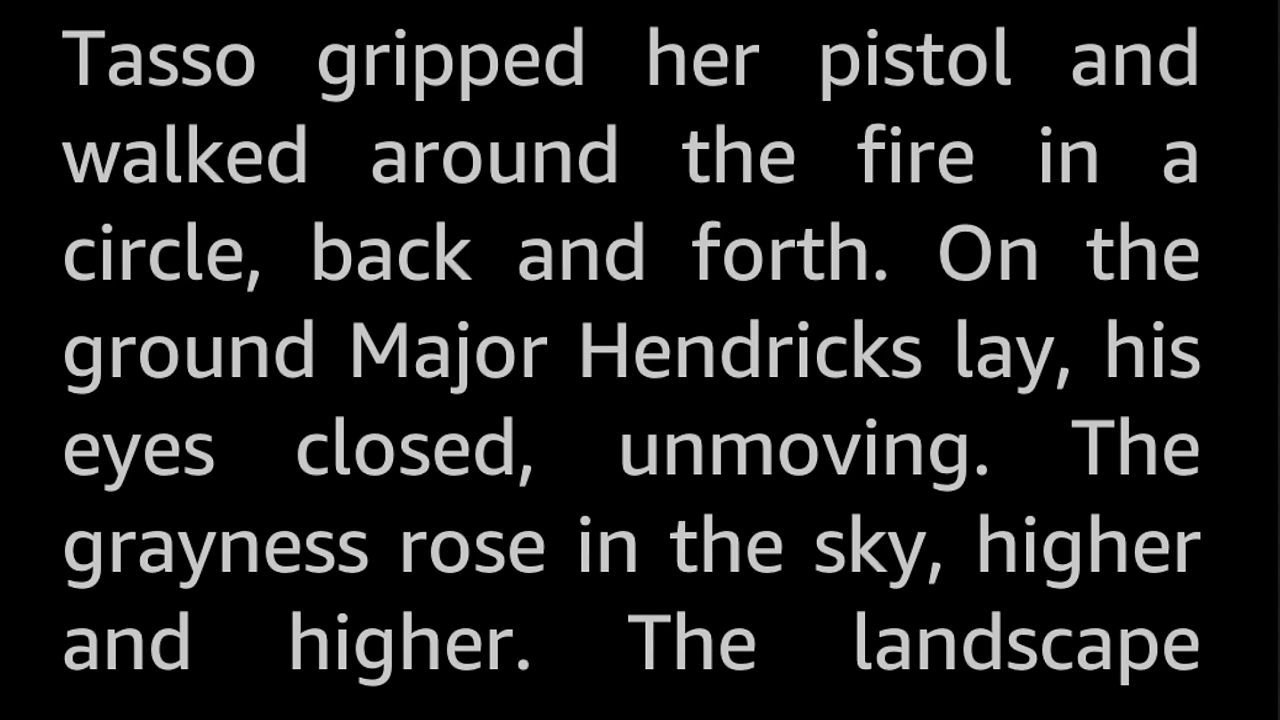 Tasso gripped her pistol and
walked around the fire in a
circle, back and forth. On the
ground Major Hendricks lay, his
eyes closed, unmoving. The
grayness rose in the sky, higher
and higher. The landscape